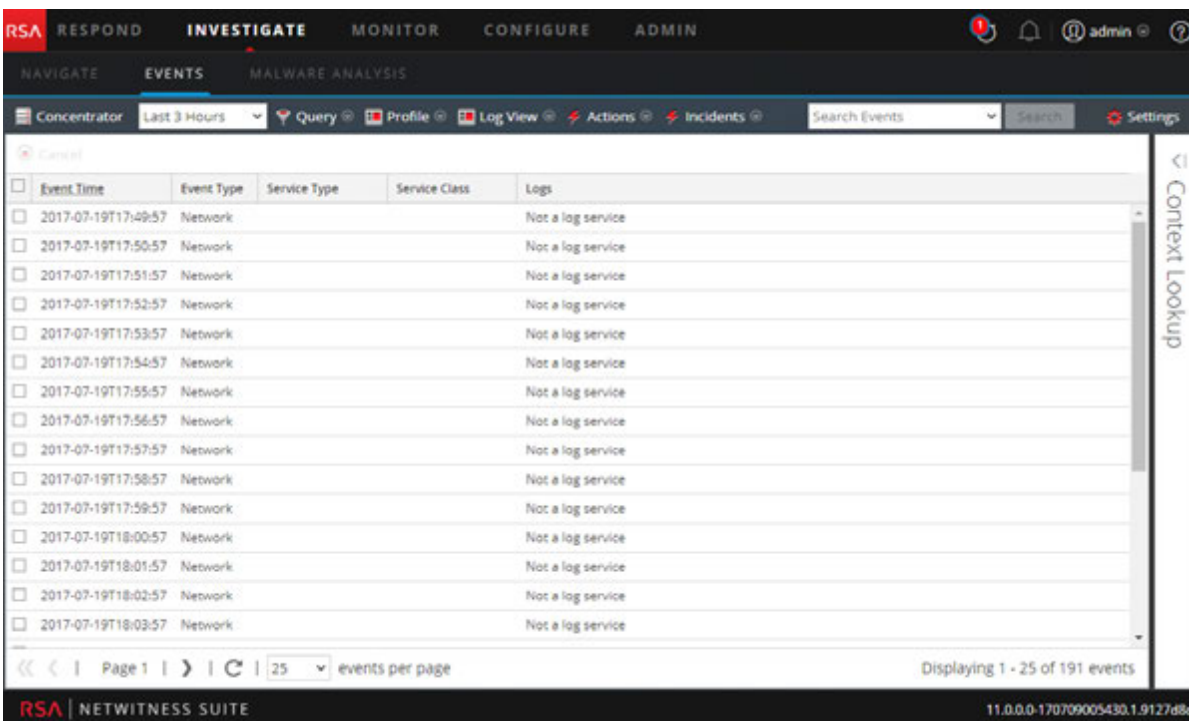 RSA RESPOND INVESTIGATE MONITOR CONFIGURE ADMIN 1 admin
NAVIGATE EVENTS MALWARE ANALYSIS
Concentrator Last 3 Hours Query Profile Log View Actions Incidents Search Events Search Settings
Cancel
Event Time Event Type Service Type Service Class Logs
2017-07-19T17:49:57 Network Not a log service
2017-07-19T17:50:57 Network Not a log service
2017-07-19T17:51:57 Network Not a log service
2017-07-19T17:52:57 Network Not a log service
2017-07-19T17:53:57 Network Not a log service
2017-07-19T17:54:57 Network Not a log service
2017-07-19T17:55:57 Network Not a log service
2017-07-19T17:56:57 Network Not a log service
2017-07-19T17:57:57 Network Not a log service
2017-07-19T17:58:57 Network Not a log service
2017-07-19T17:59:57 Network Not a log service
2017-07-19T18:00:57 Network Not a log service
2017-07-19T18:01:57 Network Not a log service
2017-07-19T18:02:57 Network Not a log service
2017-07-19T18:03:57 Network Not a log service
Context Lookup
Page 1 25 events per page Displaying 1 - 25 of 191 events
RSA NETWITNESS SUITE